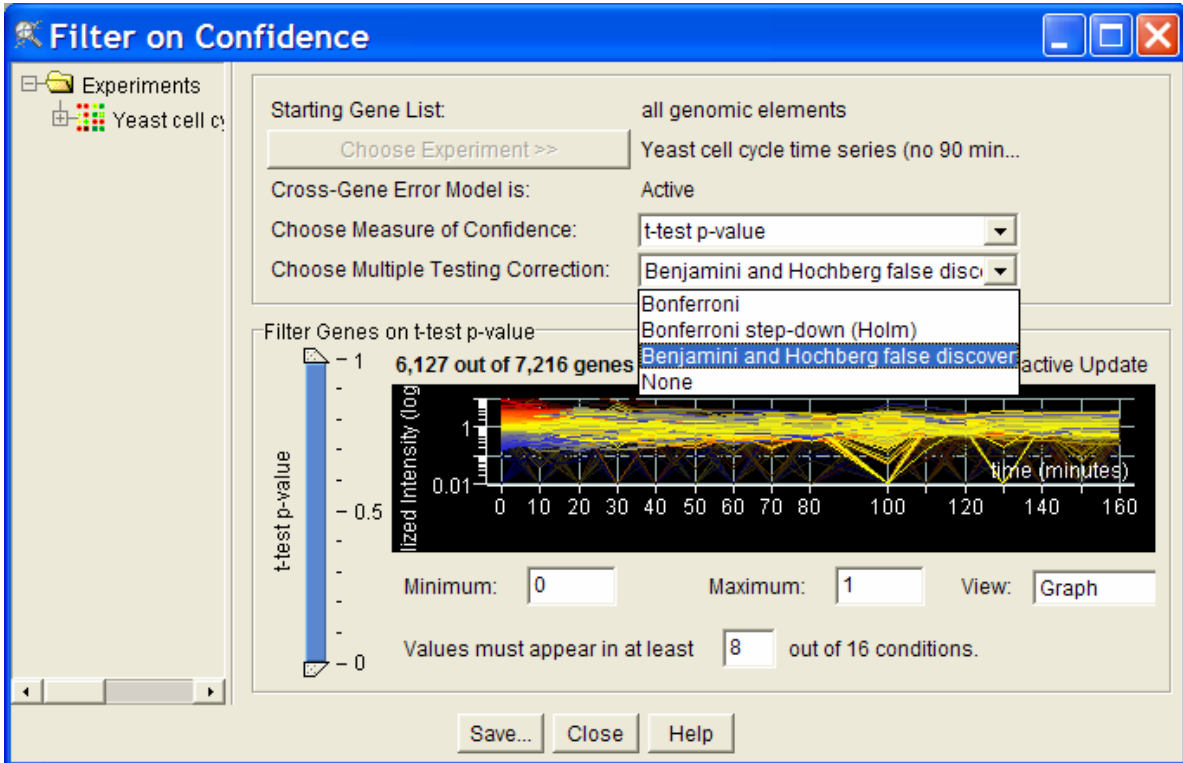 Filter on Confidence
Experiments
Yeast cell cy
Starting Gene List: all genomic elements
Choose Experiment >> Yeast cell cycle time series (no 90 min...
Cross-Gene Error Model is: Active
Choose Measure of Confidence: t-test p-value
Choose Multiple Testing Correction: Benjamini and Hochberg false disco
Bonferroni
Bonferroni step-down (Holm)
Benjamini and Hochberg false discover
None
Filter Genes on t-test p-value
6,127 out of 7,216 genes
active Update
t-test p-value
1
0.5
0
lized Intensity (log
1
0.01
time (minutes)
0 10 20 30 40 50 60 70 80 100 120 140 160
Minimum: 0 Maximum: 1 View: Graph
Values must appear in at least 8 out of 16 conditions.
Save... Close Help